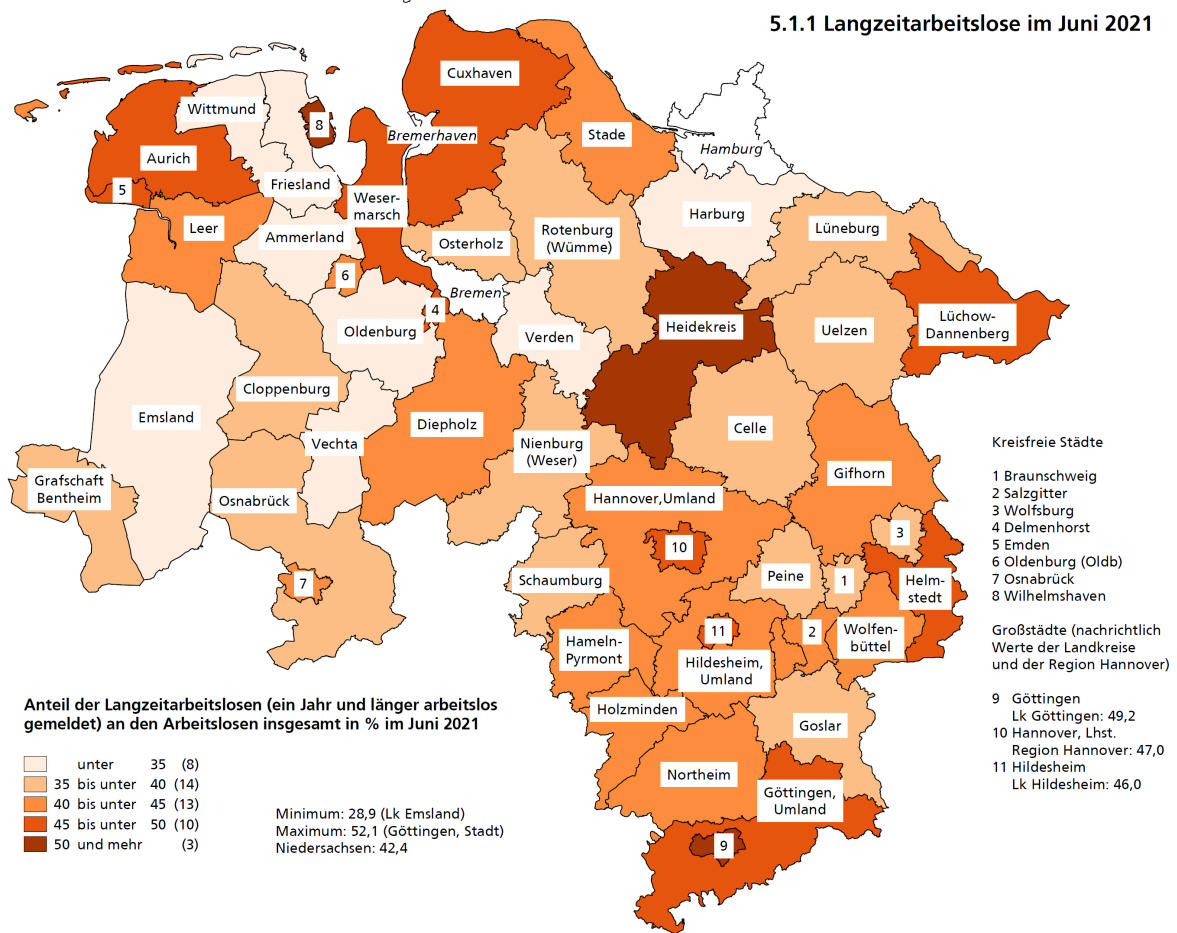 5.1.1 Langzeitarbeitslose im Juni 2021
Cuxhaven
Wittmund
8
Bremerhaven
Stade
Hamburg
Aurich
5
Friesland
Weser-
marsch
Harburg
Leer
Ammerland
Osterholz
Rotenburg
(Wümme)
Lüneburg
6
Bremen
4
Oldenburg
Verden
Heidekreis
Uelzen
Lüchow-
Dannenberg
Cloppenburg
Emsland
Vechta
Diepholz
Nienburg
(Weser)
Celle
Gifhorn
Grafschaft
Bentheim
Osnabrück
Hannover,Umland
3
10
7
Schaumburg
Peine
1
Helm-
stedt
11
2
Wolfen-
büttel
Hameln-
Pyrmont
Hildesheim,
Umland
Holzminden
Goslar
Northeim
Göttingen,
Umland
9
Kreisfreie Städte
1 Braunschweig
2 Salzgitter
3 Wolfsburg
4 Delmenhorst
5 Emden
6 Oldenburg (Oldb)
7 Osnabrück
8 Wilhelmshaven
Großstädte (nachrichtlich
Werte der Landkreise
und der Region Hannover)
9 Göttingen
Lk Göttingen: 49,2
10 Hannover, Lhst.
Region Hannover: 47,0
11 Hildesheim
Lk Hildesheim: 46,0
Anteil der Langzeitarbeitslosen (ein Jahr und länger arbeitslos
gemeldet) an den Arbeitslosen insgesamt in % im Juni 2021
unter 35 (8)
35 bis unter 40 (14)
40 bis unter 45 (13)
45 bis unter 50 (10)
50 und mehr (3)
Minimum: 28,9 (Lk Emsland)
Maximum: 52,1 (Göttingen, Stadt)
Niedersachsen: 42,4